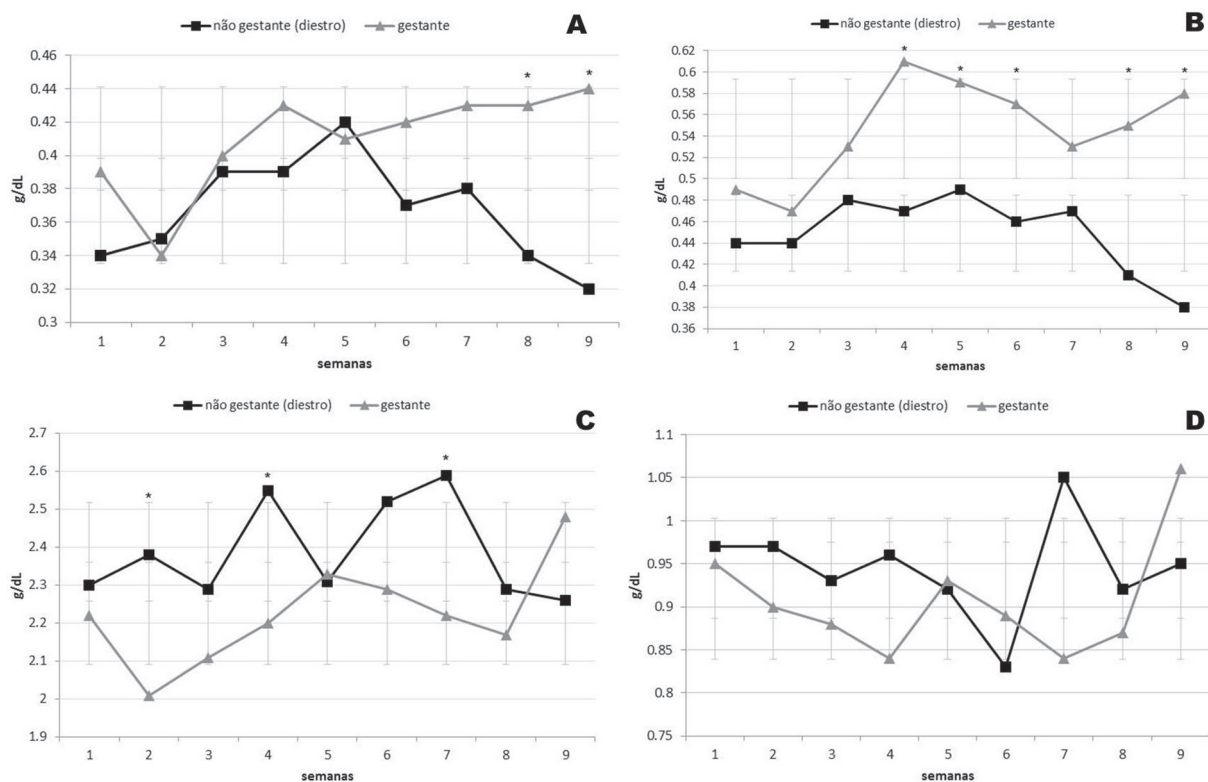 não gestante (diestro) gestante
A
0.46
0.44
0.42
0.4
0.38
0.36
0.34
0.32
0.3
g/dL
* *
1 2 3 4 5 6 7 8 9
semanas
não gestante (diestro) gestante
B
0.62
0.6
0.58
0.56
0.54
0.52
0.5
0.48
0.46
0.44
0.42
0.4
0.38
0.36
g/dL
* * * * *
1 2 3 4 5 6 7 8 9
semanas
não gestante (diestro) gestante
C
2.7
2.6
2.5
2.4
2.3
2.2
2.1
2
1.9
g/dL
* * *
1 2 3 4 5 6 7 8 9
semanas
não gestante (diestro) gestante
D
1.1
1.05
1
0.95
0.9
0.85
0.8
0.75
g/dL
1 2 3 4 5 6 7 8 9
semanas